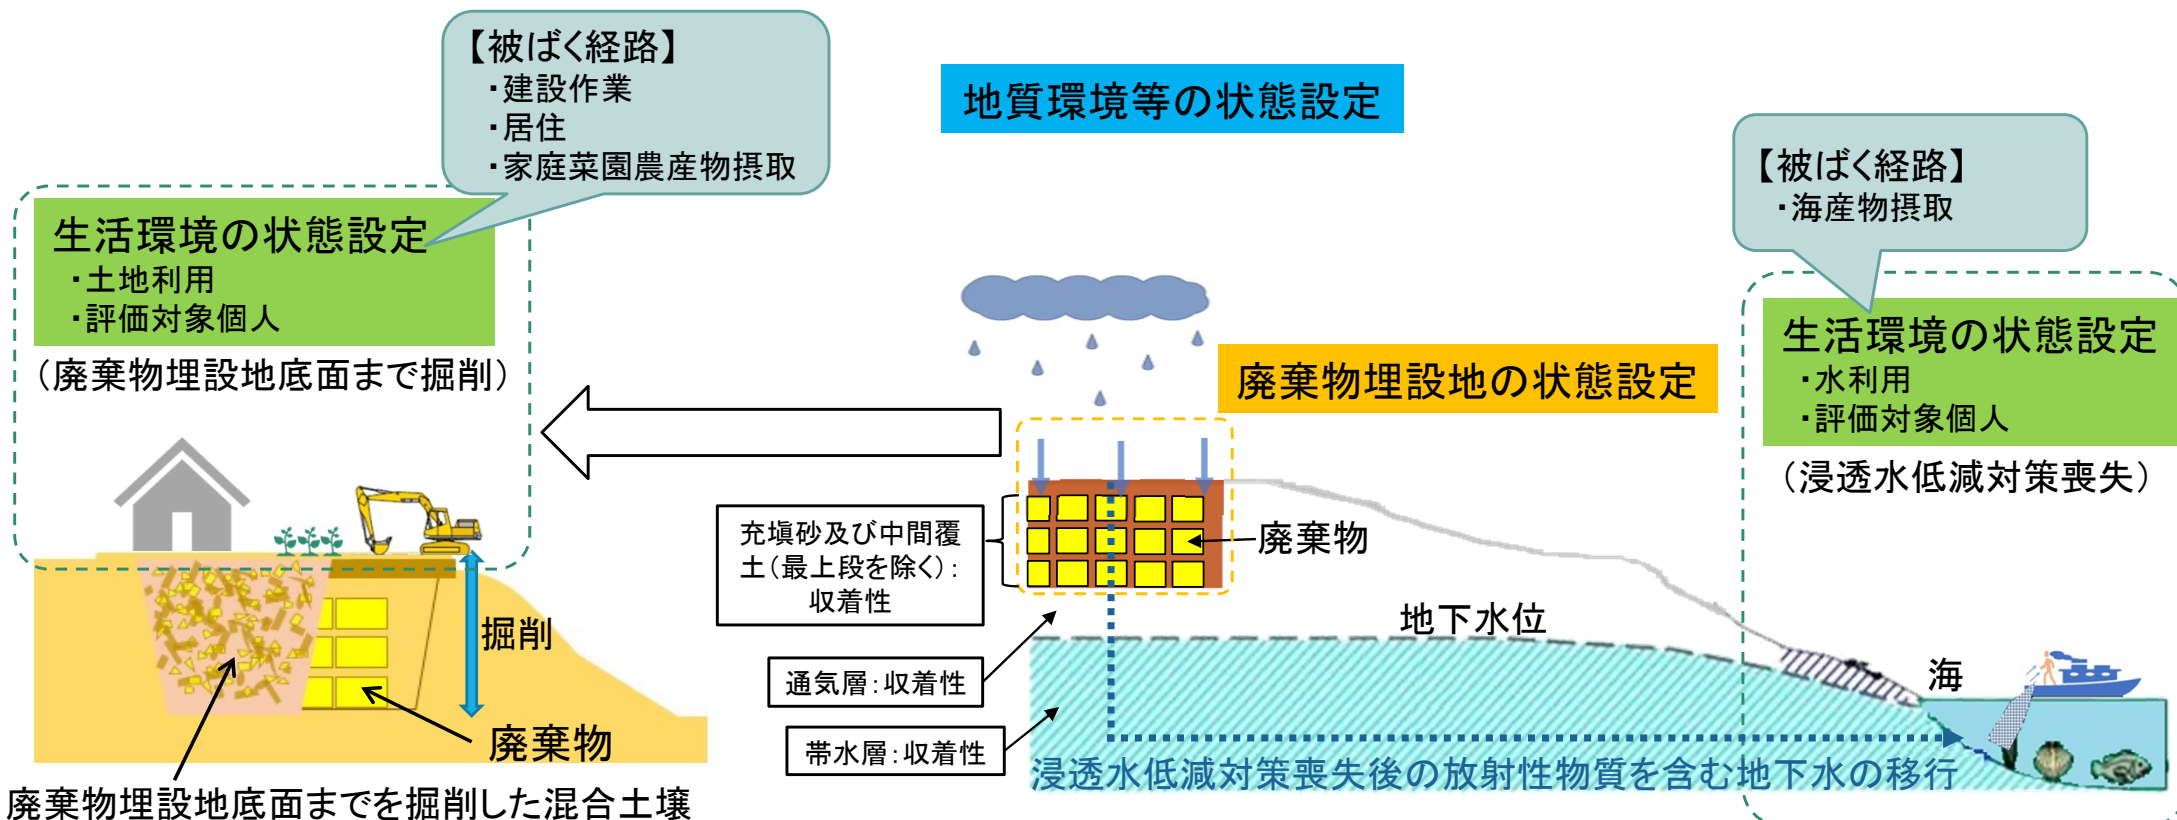 【被ばく経路】
・建設作業
・居住
・家庭菜園農産物摂取
地質環境等の状態設定
【被ばく経路】
・海産物摂取
生活環境の状態設定
・土地利用
・評価対象個人
(廃棄物埋設地底面まで掘削)
廃棄物埋設地の状態設定
生活環境の状態設定
・水利用
・評価対象個人
(浸透水低減対策喪失)
充塡砂及び中間覆
土(最上段を除く):
収着性
廃棄物
地下水位
掘削
通気層:収着性
海
廃棄物
帯水層:収着性
浸透水低減対策喪失後の放射性物質を含む地下水の移行
廃棄物埋設地底面までを掘削した混合土壌